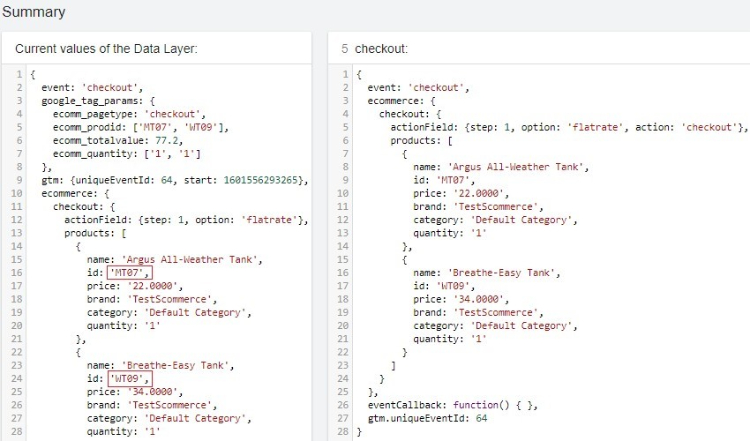 Summary
Current values of the Data Layer:
1 {
2 event: 'checkout',
3 google_tag_params: {
4 ecomm_pagetype: 'checkout',
5 ecomm_prodid: ['MT07', 'WT09'],
6 ecomm_totalvalue: 77.2,
7 ecomm_quantity: ['1', '1']
8 },
9 gtm: {uniqueEventId: 64, start: 1601556293265},
10 ecommerce: {
11 checkout: {
12 actionField: {step: 1, option: 'flatrate'},
13 products: [
14 {
15 name: 'Argus All-Weather Tank',
16 id: 'MT07',
17 price: '22.0000',
18 brand: 'TestScommerce',
19 category: 'Default Category',
20 quantity: '1'
21 },
22 {
23 name: 'Breathe-Easy Tank',
24 id: 'WT09',
25 price: '34.0000',
26 brand: 'TestScommerce',
27 category: 'Default Category',
28 quantity: '1'
5 checkout:
1 {
2 event: 'checkout',
3 ecommerce: {
4 checkout: {
5 actionField: {step: 1, option: 'flatrate', action: 'checkout'},
6 products: [
7 {
8 name: 'Argus All-Weather Tank',
9 id: 'MT07',
10 price: '22.0000',
11 brand: 'TestScommerce',
12 category: 'Default Category',
13 quantity: '1'
14 },
15 {
16 name: 'Breathe-Easy Tank',
17 id: 'WT09',
18 price: '34.0000',
19 brand: 'TestScommerce',
20 category: 'Default Category',
21 quantity: '1'
22 }
23 ]
24 }
25 },
26 eventCallback: function() { },
27 gtm.uniqueEventId: 64
28 }